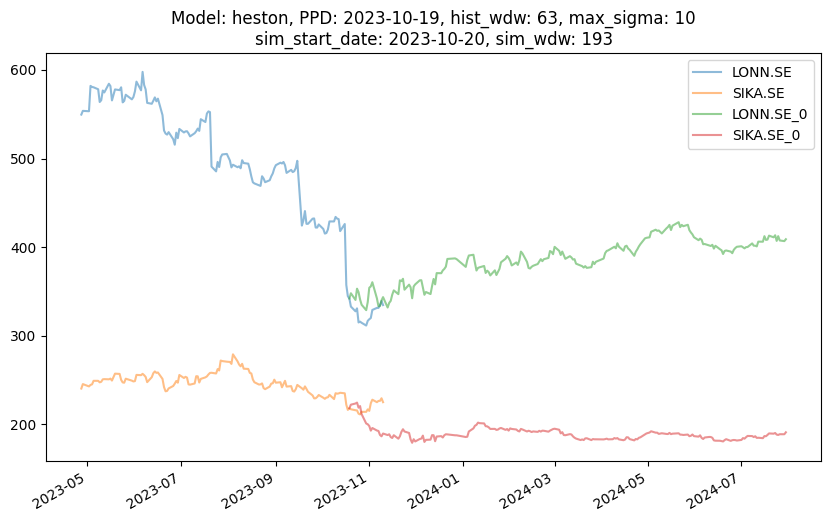 Model: heston, PPD: 2023-10-19, hist_wdw: 63, max_sigma: 10
sim_start_date: 2023-10-20, sim_wdw: 193
LONN.SE
SIKA.SE
LONN.SE_0
SIKA.SE_0
600
500
400
300
200
2023-05
2023-07
2023-09
2023-11
2024-01
2024-03
2024-05
2024-07